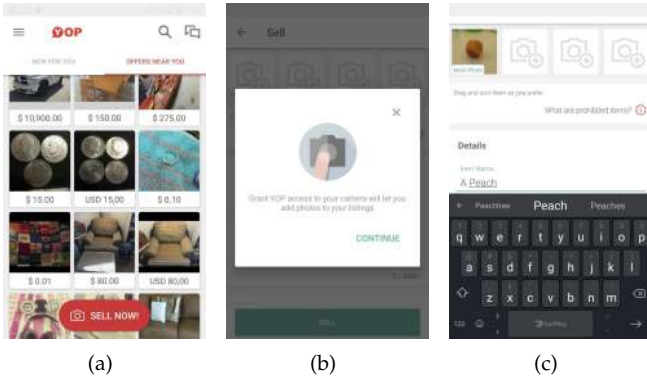 YOP
NEW FOR YOU
OFFERS NEAR YOU
$ 10,900.00
$ 150.00
$ 275.00
$ 15.00
USD 15,00
$ 0.10
$ 0.01
$ 80.00
USD 80,00
SELL NOW!
(a)
Sell
Grant YOP access to your camera will let you
add photos to your listings.
CONTINUE
SELL
(b)
Main Photo
Drag and sort them as you prefer.
What are prohibited items?
Details
Item Name
A Peach
Peachtree Peach Peaches
q w e r t y u i o p
a s d f g h j k l
z x c v b n m
123
SwiftKey
(c)